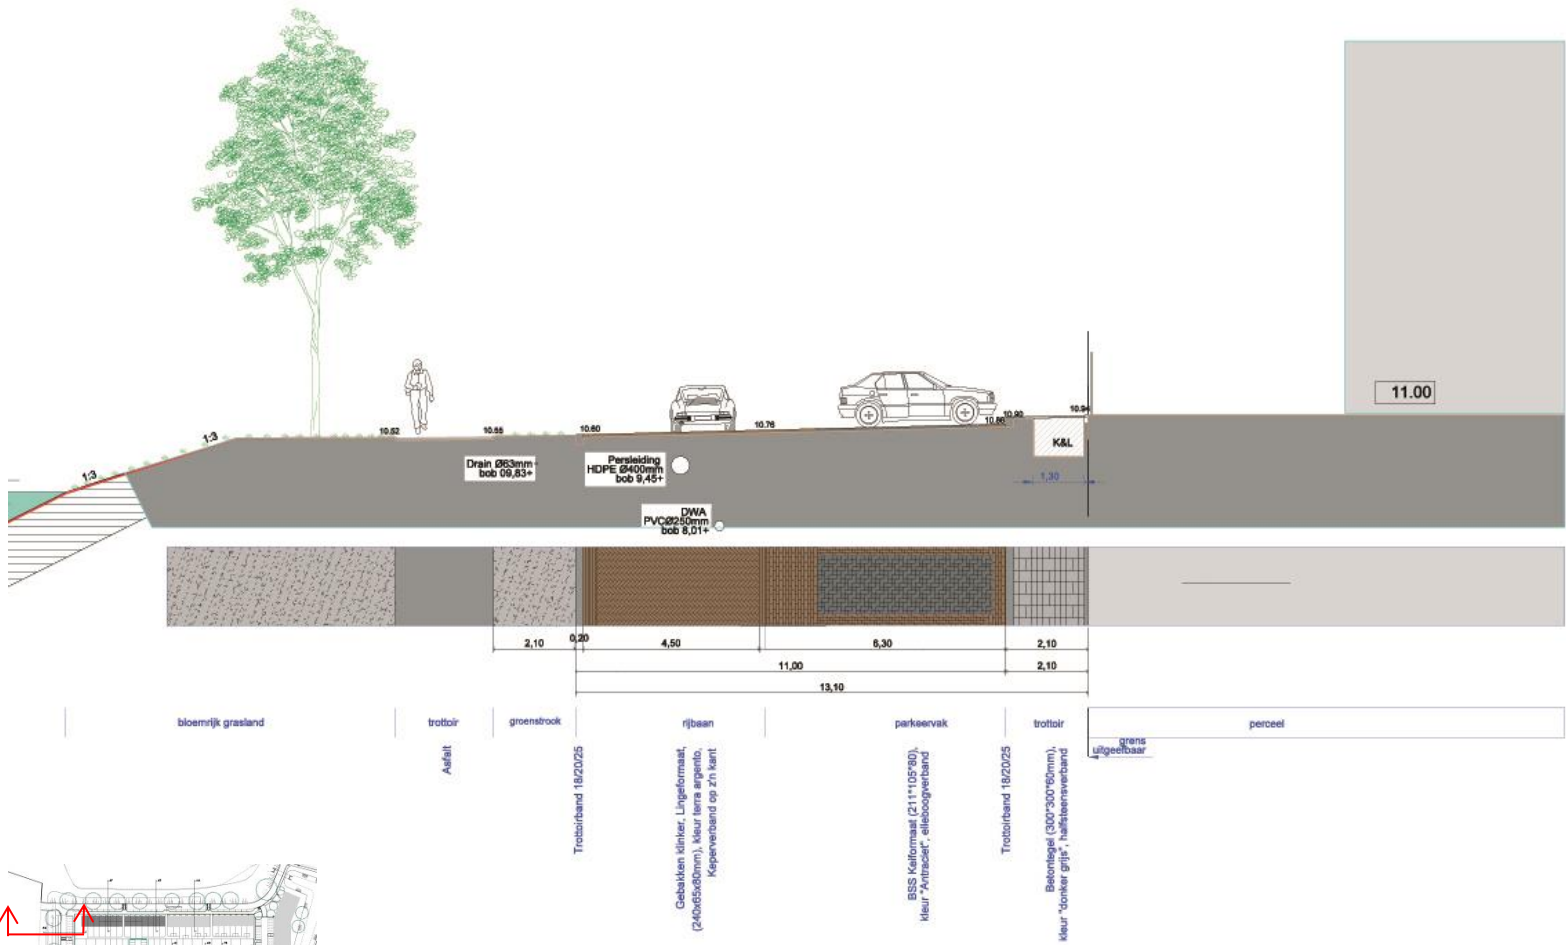 11.00
1:3
1:3
10.52
10.55
10.60
10.76
10.86
10.90
10.94
K&L
1,30
Drain Ø63mm
bob 09,83+
Persleiding
HDPE Ø400mm
bob 9,45+
DWA
PVCØ250mm
bob 8,01+
2,10
0,20
4,50
6,30
2,10
11,00
2,10
13,10
bloemrijk grasland
trottoir
groenstrook
rijbaan
parkeervak
trottoir
perceel
grens
uitgeefbaar
Asfalt
Trottoirband 18/20/25
Gebakken klinker, Lingeformaat,
(240x65x80mm), kleur terra argento,
Keperverband op z'n kant
BSS Keiformaat (211*105*80),
kleur "Antraciet", elleboogverband
Trottoirband 18/20/25
Betontegel (300*300*60mm),
kleur "donker grijs", halfsteensverband